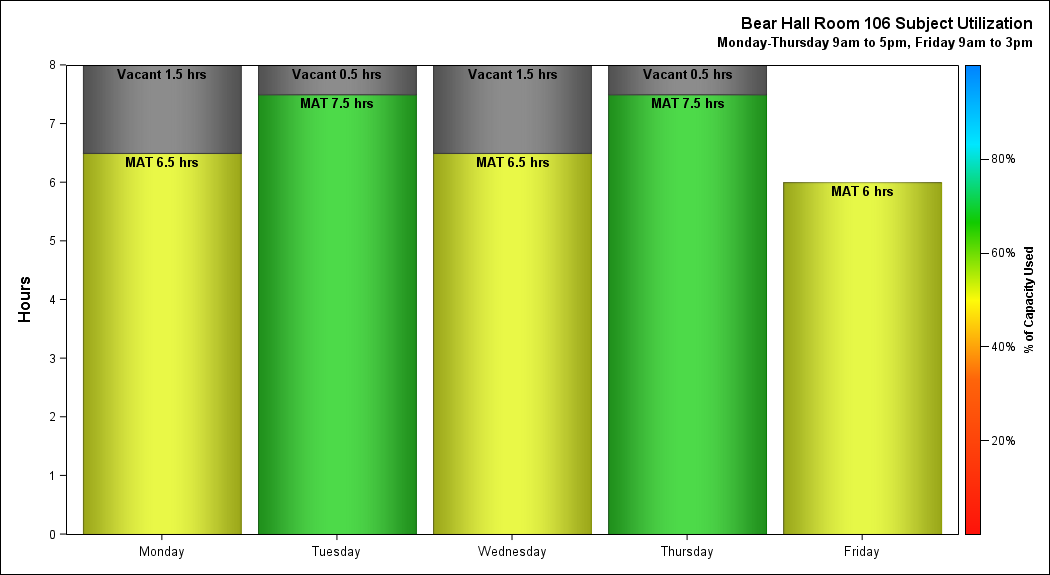 Bear Hall Room 106 Subject Utilization
Monday-Thursday 9am to 5pm, Friday 9am to 3pm
Hours
8
7
6
5
4
3
2
1
0
Vacant 1.5 hrs
MAT 6.5 hrs
Vacant 0.5 hrs
MAT 7.5 hrs
Vacant 1.5 hrs
MAT 6.5 hrs
Vacant 0.5 hrs
MAT 7.5 hrs
MAT 6 hrs
Monday
Tuesday
Wednesday
Thursday
Friday
80%
60%
40%
20%
% of Capacity Used